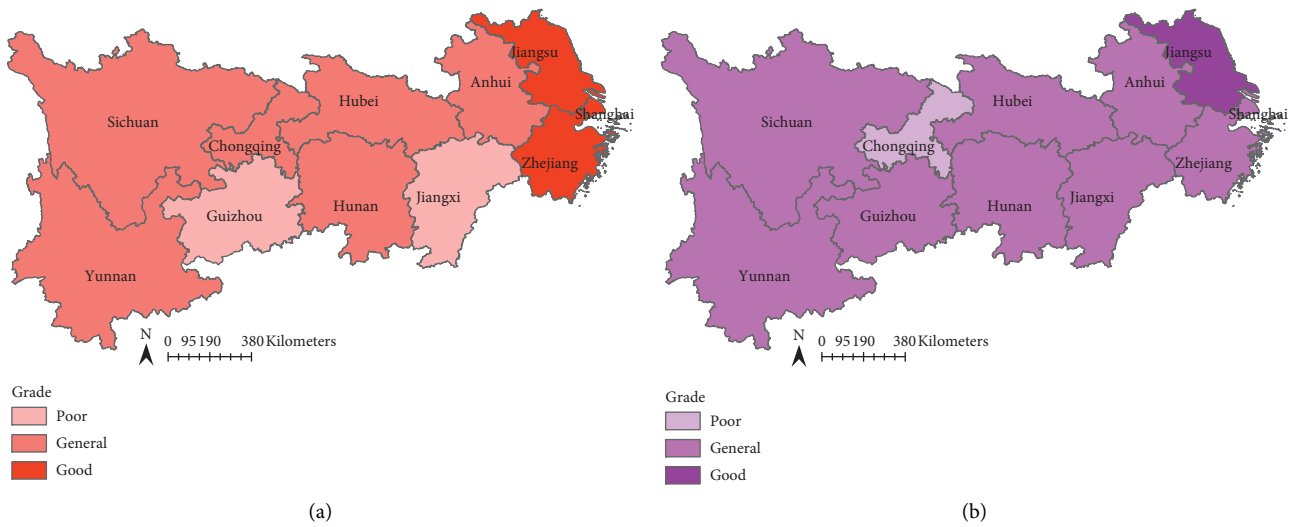 Jiangsu
Anhui
Hubei
Shanghai
Sichuan
Chongqing
Zhejiang
Jiangxi
Guizhou
Hunan
Yunnan
N
0 95 190 380 Kilometers
Grade
Poor
General
Good
(a)
Jiangsu
Anhui
Hubei
Shanghai
Sichuan
Chongqing
Zhejiang
Jiangxi
Guizhou
Hunan
Yunnan
N
0 95 190 380 Kilometers
Grade
Poor
General
Good
(b)